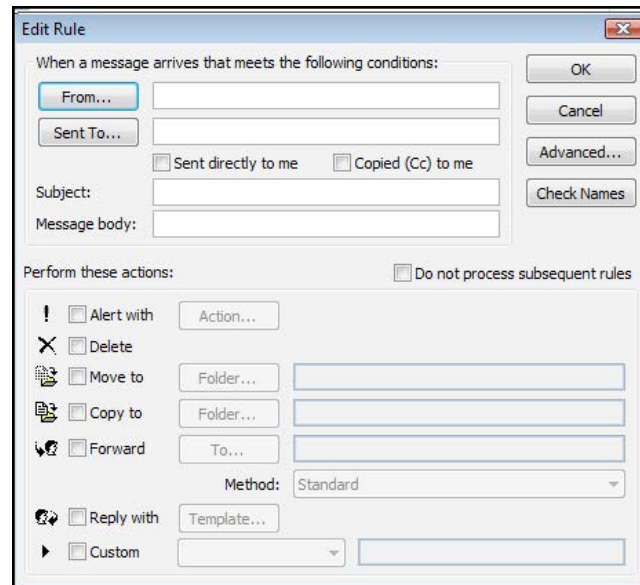 Edit Rule
When a message arrives that meets the following conditions:
From...
OK
Sent To...
Cancel
Sent directly to me
Copied (Cc) to me
Advanced...
Subject:
Check Names
Message body:
Perform these actions:
Do not process subsequent rules
Alert with
Action...
Delete
Move to
Folder...
Copy to
Folder...
Forward
To...
Method:
Standard
Reply with
Template...
Custom